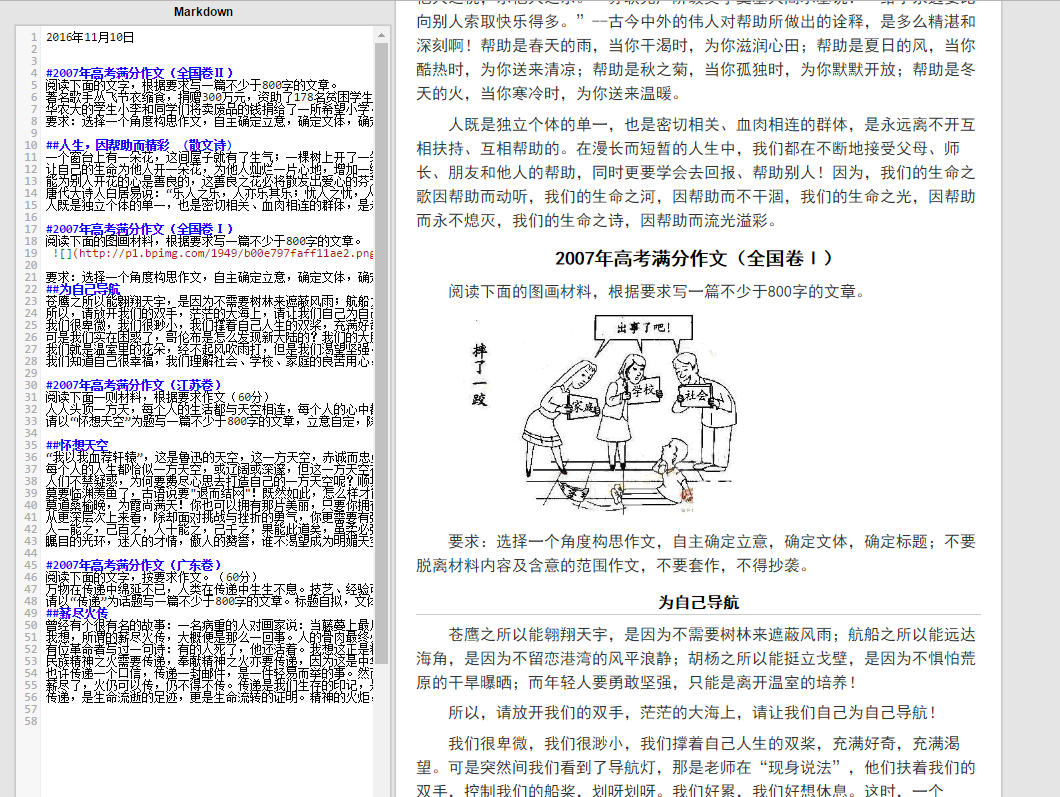 Markdown
1 2016年11月10日
2
3
4 #2007年高考满分作文（全国卷Ⅱ）
5 阅读下面的文字，根据要求写一篇不少于800字的文章。
6 著名歌手丛飞节衣缩食，捐赠300万元，资助了178名贫困学生
7 华农大的学生小李和同学们将卖废品的钱捐给了一所希望小学
8 要求：选择一个角度构思作文，自主确定立意，确定文体，确
9
10 ##人生，因帮助而精彩 （散文诗）
11 一个窗台上有一朵花，这间屋子就有了生气；一棵树上开了一
12 让自己的生命为他人开一朵花，为他人灿烂一片心地，增加一
13 能为别人开花的心是善良的，这善良之花必将散发出爱心的芬
14 唐代大诗人白居易说：“乐人之乐，人亦乐其乐；忧人之忧，人
15 人既是独立个体的单一，也是密切相关、血肉相连的群体，是
16
17 #2007年高考满分作文（全国卷Ⅰ）
18 阅读下面的图画材料，根据要求写一篇不少于800字的文章。
19 ![](http://p1.bpimg.com/1949/b00e797faff11ae2.png
20
21 要求：选择一个角度构思作文，自主确定立意，确定文体，确
22 ##为自己导航
23 苍鹰之所以能翱翔天宇，是因为不需要树林来遮蔽风雨；航船
24 所以，请放开我们的双手，茫茫的大海上，请让我们自己为自己
25 我们很卑微，我们很渺小，我们撑着自己人生的双桨，充满好
26 可是我们实在困惑了，哥伦布是怎么发现新大陆的？我们的大
27 我们就是温室里的花朵，经不起风吹雨打，但是我们渴望坚强
28 我们知道自己很幸福，我们理解社会、学校、家庭的良苦用心
29
30 #2007年高考满分作文（江苏卷）
31 阅读下面一则材料，根据要求作文（60分）
32 人人头顶一方天，每个人的生活都与天空相连，每个人的心中
33 请以“怀想天空”为题写一篇不少于800字的文章，立意自定，
34
35 ##怀想天空
36 “我以我血荐轩辕”，这是鲁迅的天空，这一方天空，赤诚而忠
37 每个人的人生都恰似一方天空，或辽阔或深邃，但这一方天空
38 人们不禁疑惑，为何要费尽心思去打造自己的一方天空呢？
39 莫要临渊羡鱼了，古语说要"退而结网"！既然如此，怎么样才
40 莫道桑榆晚，为霞尚满天！你也可以拥有那片美丽，只要你拥
41 从更深层次上来看，除却面对挑战与挫折的勇气，你更需要有
42 人一能之，己百之，人十能之，己千之，果能此道矣，虽柔必
43 瞩目的光环，迷人的才情，傲人的赞誉，谁不渴望成为明媚天
44
45 #2007年高考满分作文（广东卷）
46 阅读下面的文字，按要求作文。（60分）
47 万物在传递中绵延不已，人类在传递中生生不息。技艺、经验
48 请以“传递”为话题写一篇不少于800字的文章。标题自拟，文
49 ##薪尽火传
50 曾经有个很有名的故事：一名病重的人对画家说：当藤蔓上最
51 我想，所谓的薪尽火传，大概便是那么一回事。人的骨肉最终
52 有位革命者写过一句诗：有的人死了，他还活着。我想这正是
53 民族精神之火需要传递，奉献精神之火亦要传递，因为这是中
54 也许传递一个口信，传递一封邮件，是一件轻易而举的事。然
55 薪尽了，火仍可以传，仍不得不传。传递是我们生存的印记，
56 传递，是生命流逝的足迹，更是生命流转的证明。精神的火炬
57
58
向别人索取快乐得多。”--古今中外的伟人对帮助所做出的诠释，是多么精湛和
深刻啊！帮助是春天的雨，当你干渴时，为你滋润心田；帮助是夏日的风，当你
酷热时，为你送来清凉；帮助是秋之菊，当你孤独时，为你默默开放；帮助是冬
天的火，当你寒冷时，为你送来温暖。
人既是独立个体的单一，也是密切相关、血肉相连的群体，是永远离不开互
相扶持、互相帮助的。在漫长而短暂的人生中，我们都在不断地接受父母、师
长、朋友和他人的帮助，同时更要学会去回报、帮助别人！因为，我们的生命之
歌因帮助而动听，我们的生命之河，因帮助而不干涸，我们的生命之光，因帮助
而永不熄灭，我们的生命之诗，因帮助而流光溢彩。
2007年高考满分作文（全国卷Ⅰ）
阅读下面的图画材料，根据要求写一篇不少于800字的文章。
出事了吧！
摔了一跤
家庭
学校
社会
要求：选择一个角度构思作文，自主确定立意，确定文体，确定标题；不要
脱离材料内容及含意的范围作文，不要套作，不得抄袭。
为自己导航
苍鹰之所以能翱翔天宇，是因为不需要树林来遮蔽风雨；航船之所以能远达
海角，是因为不留恋港湾的风平浪静；胡杨之所以能挺立戈壁，是因为不惧怕荒
原的干旱曝晒；而年轻人要勇敢坚强，只能是离开温室的培养！
所以，请放开我们的双手，茫茫的大海上，请让我们自己为自己导航！
我们很卑微，我们很渺小，我们撑着自己人生的双桨，充满好奇，充满渴
望。可是突然间我们看到了导航灯，那是老师在“现身说法”，他们扶着我们的
双手，控制我们的船桨，划呀划呀。我们好累，我们好想休息。这时，一个